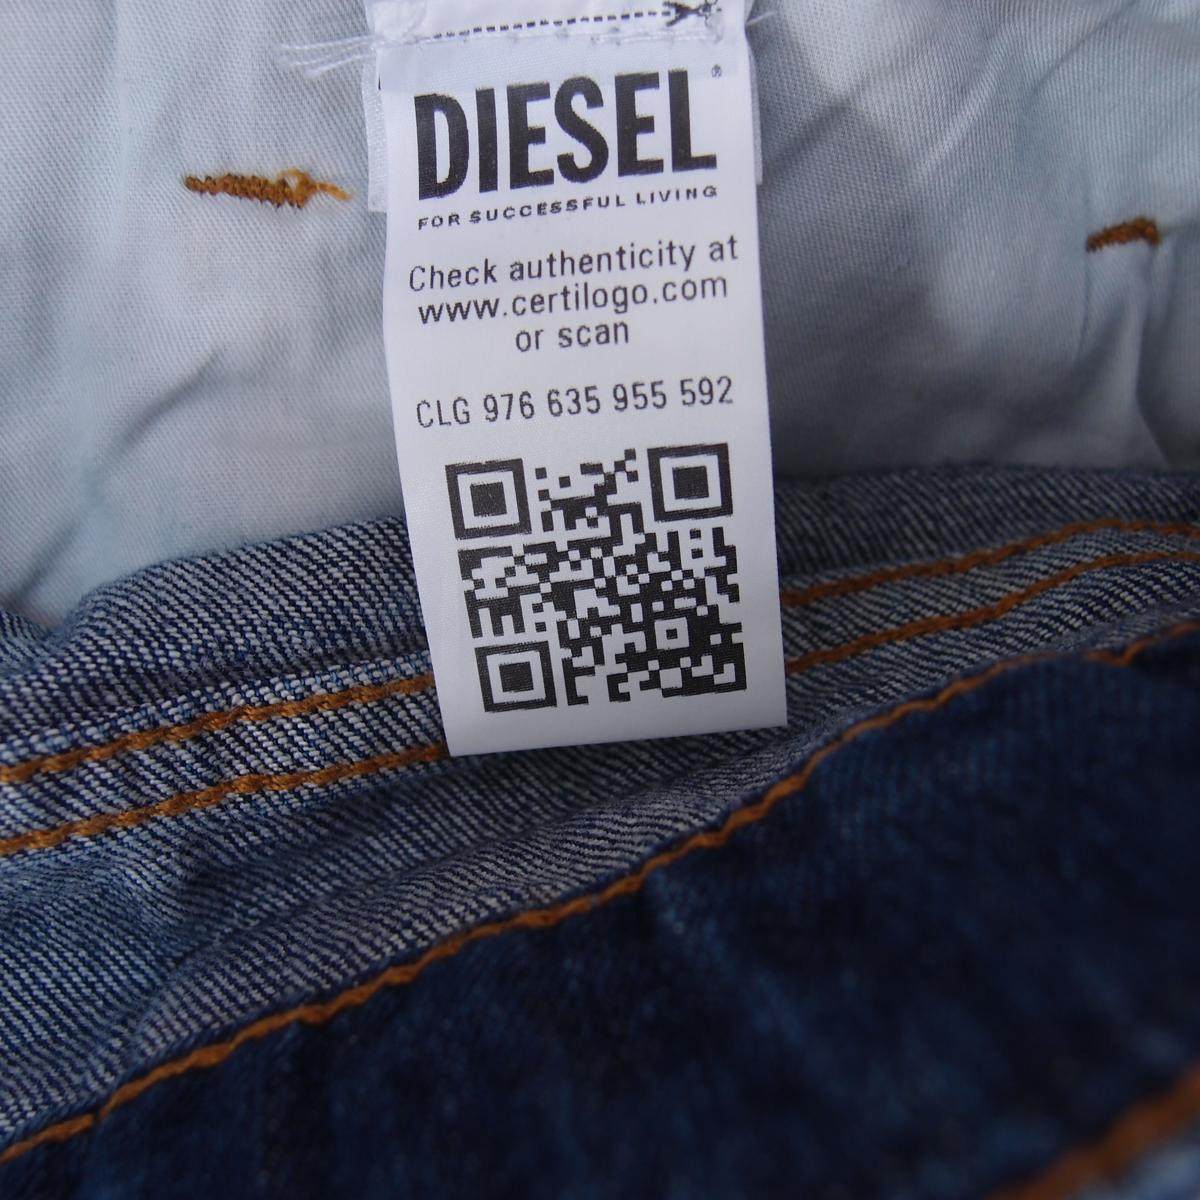 DIESEL®
FOR SUCCESSFUL LIVING
Check authenticity at
www.certilogo.com
or scan
CLG 976 635 955 592